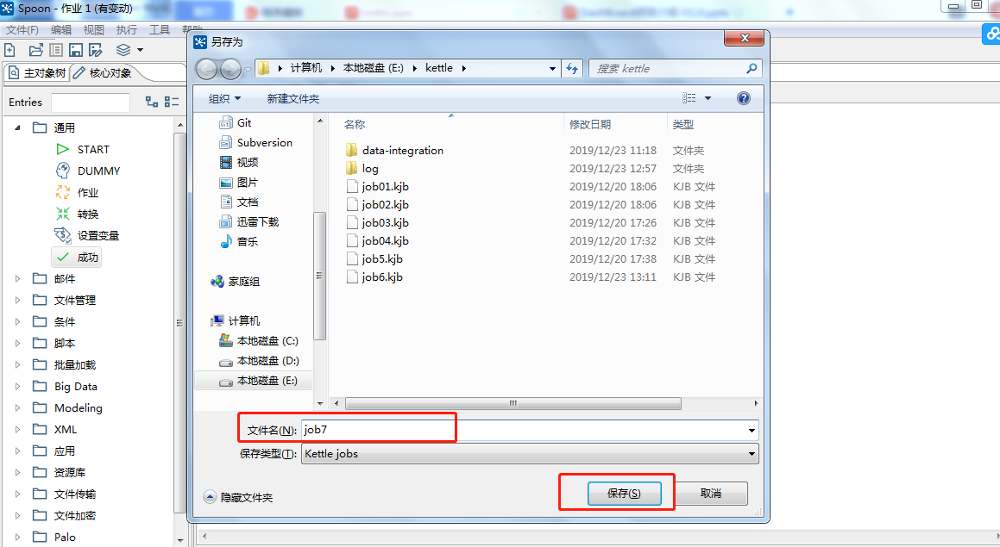 Spoon - 作业 1 (有变动)
文件(F) 编辑 视图 执行 工具 帮助
主对象树 核心对象
Entries
通用
START
DUMMY
作业
转换
设置变量
成功
邮件
文件管理
条件
脚本
批量加载
Big Data
Modeling
XML
应用
资源库
文件传输
文件加密
Palo
另存为
计算机 本地磁盘 (E:) kettle
搜索 kettle
组织 新建文件夹
Git
Subversion
视频
图片
文档
迅雷下载
音乐
家庭组
计算机
本地磁盘 (C:)
本地磁盘 (D:)
本地磁盘 (E:)
名称 修改日期 类型
data-integration 2019/12/23 11:18 文件夹
log 2019/12/23 12:57 文件夹
job01.kjb 2019/12/20 18:06 KJB 文件
job02.kjb 2019/12/20 18:06 KJB 文件
job03.kjb 2019/12/20 17:26 KJB 文件
job04.kjb 2019/12/20 17:32 KJB 文件
job5.kjb 2019/12/20 17:38 KJB 文件
job6.kjb 2019/12/23 13:11 KJB 文件
文件名(N): job7
保存类型(T): Kettle jobs
隐藏文件夹
保存(S) 取消